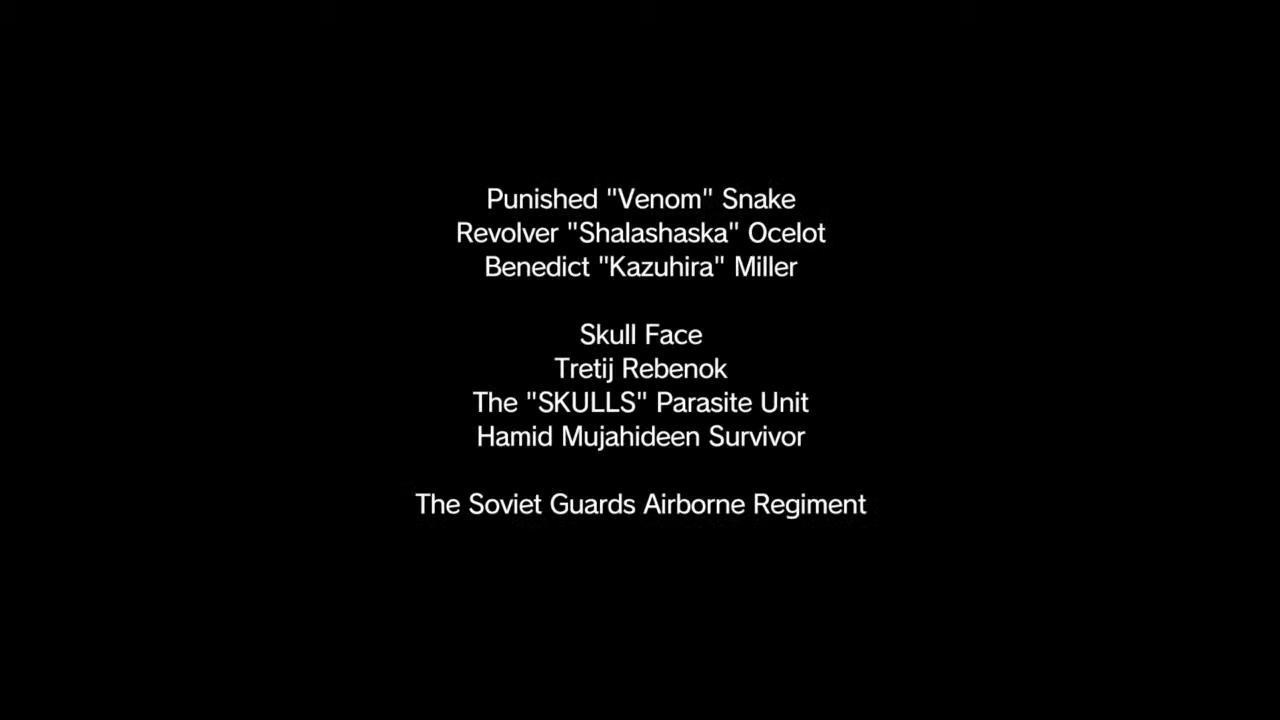 Punished "Venom" Snake
Revolver "Shalashaska" Ocelot
Benedict "Kazuhira" Miller
Skull Face
Tretij Rebenok
The "SKULLS" Parasite Unit
Hamid Mujahideen Survivor
The Soviet Guards Airborne Regiment